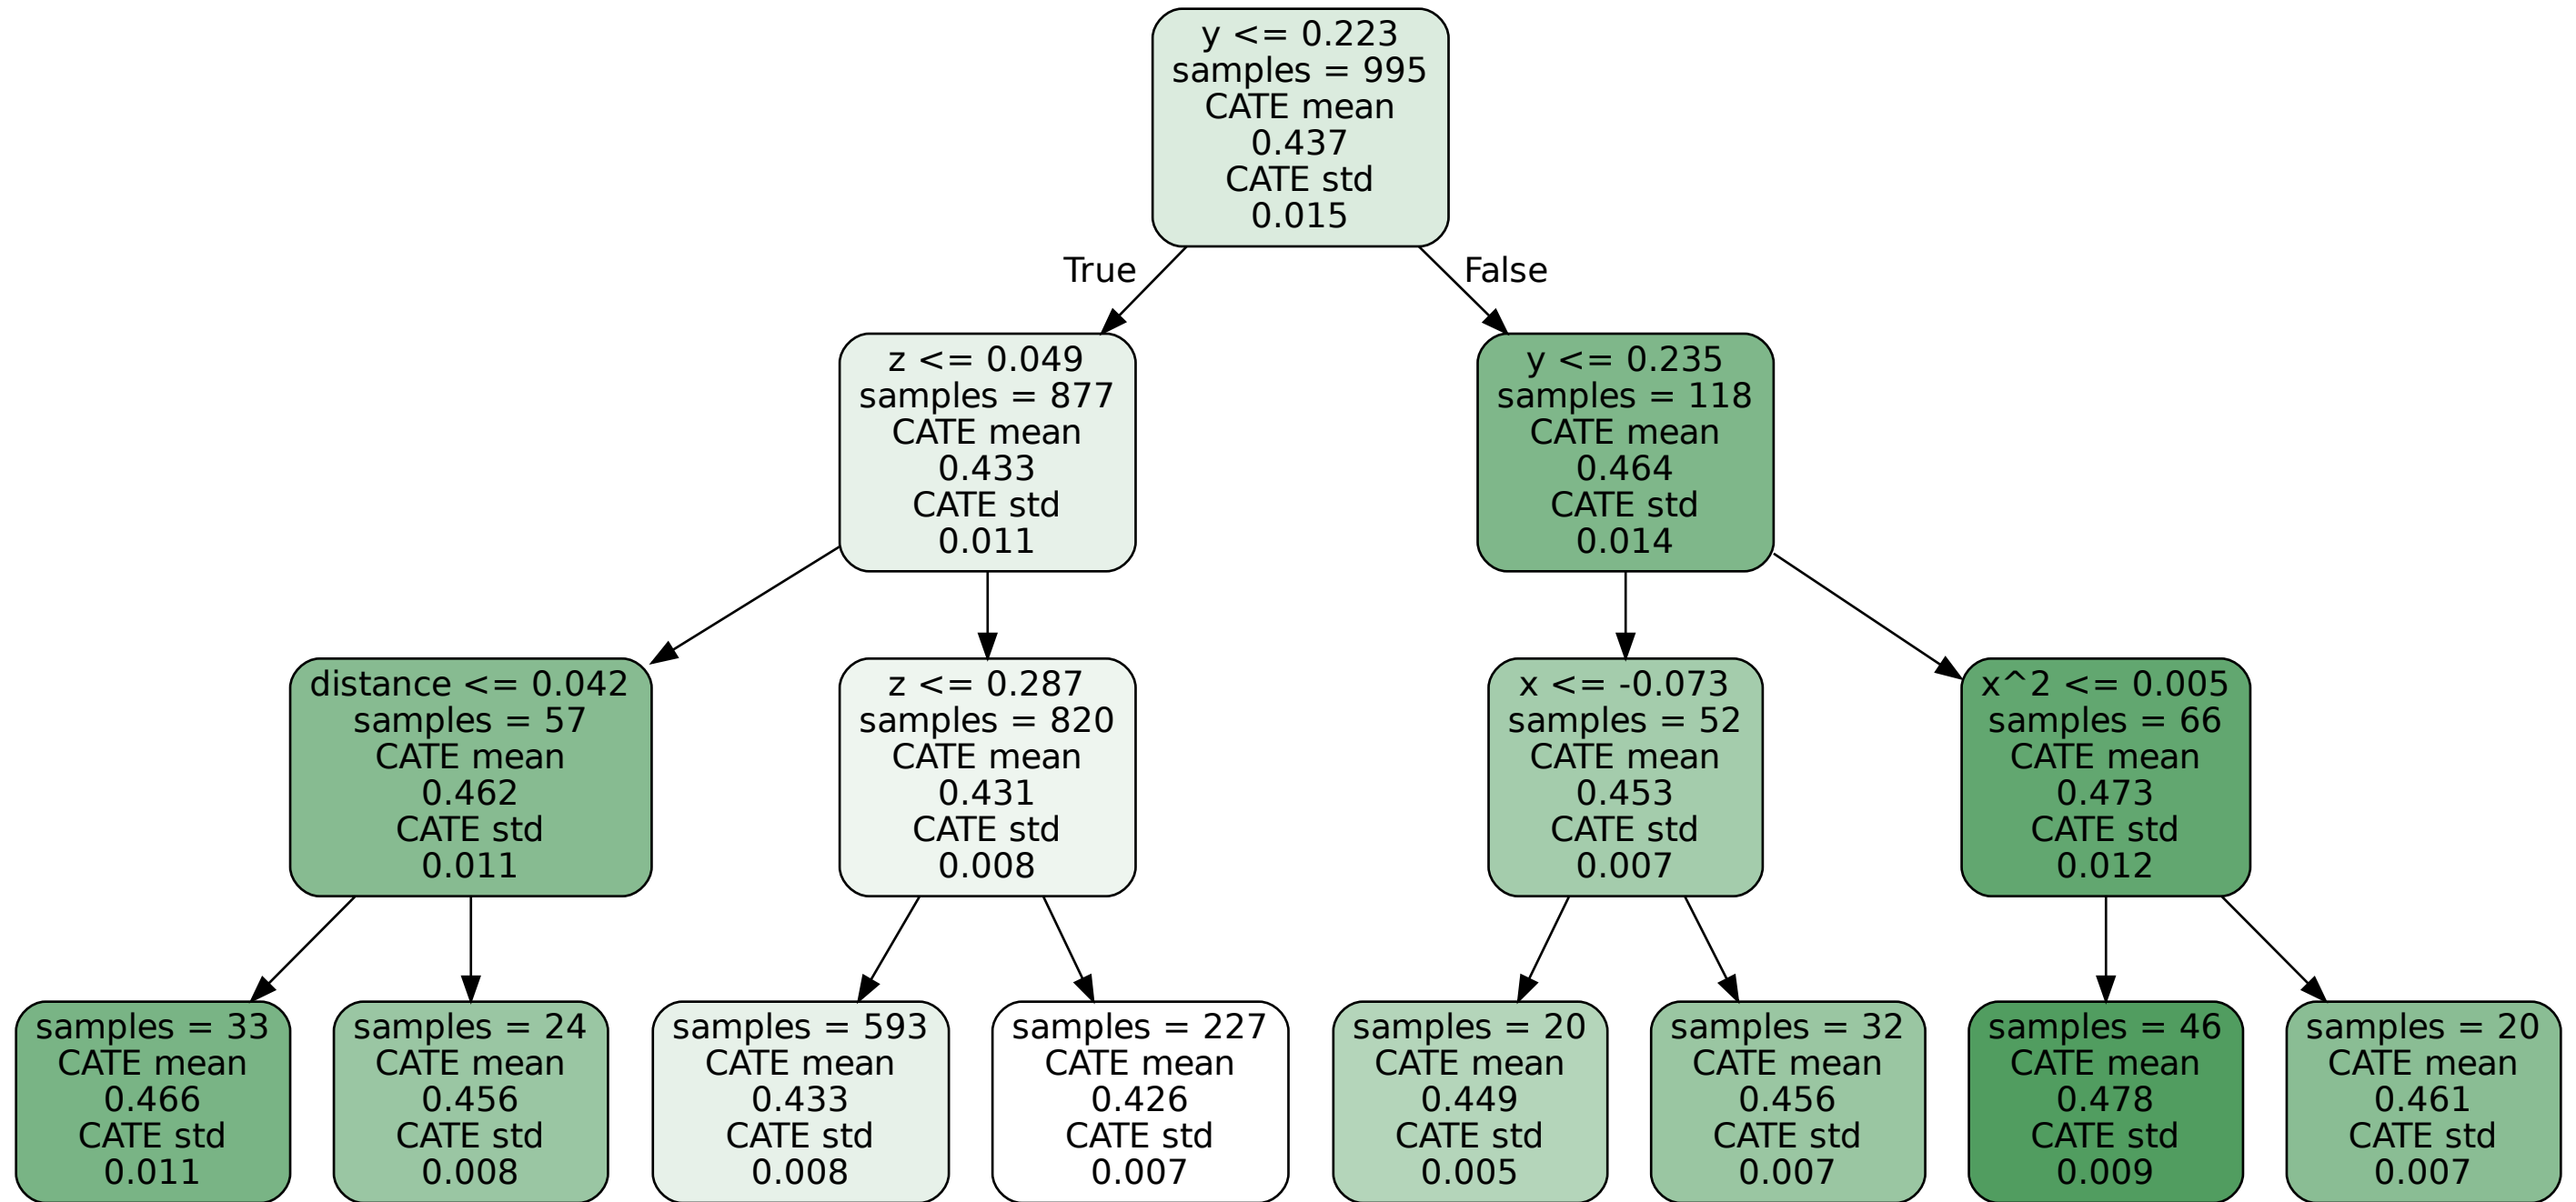 y <= 0.223
samples = 995
CATE mean
0.437
CATE std
0.015
True
False
z <= 0.049
samples = 877
CATE mean
0.433
CATE std
0.011
y <= 0.235
samples = 118
CATE mean
0.464
CATE std
0.014
distance <= 0.042
samples = 57
CATE mean
0.462
CATE std
0.011
z <= 0.287
samples = 820
CATE mean
0.431
CATE std
0.008
x <= -0.073
samples = 52
CATE mean
0.453
CATE std
0.007
x^2 <= 0.005
samples = 66
CATE mean
0.473
CATE std
0.012
samples = 33
CATE mean
0.466
CATE std
0.011
samples = 24
CATE mean
0.456
CATE std
0.008
samples = 593
CATE mean
0.433
CATE std
0.008
samples = 227
CATE mean
0.426
CATE std
0.007
samples = 20
CATE mean
0.449
CATE std
0.005
samples = 32
CATE mean
0.456
CATE std
0.007
samples = 46
CATE mean
0.478
CATE std
0.009
samples = 20
CATE mean
0.461
CATE std
0.007